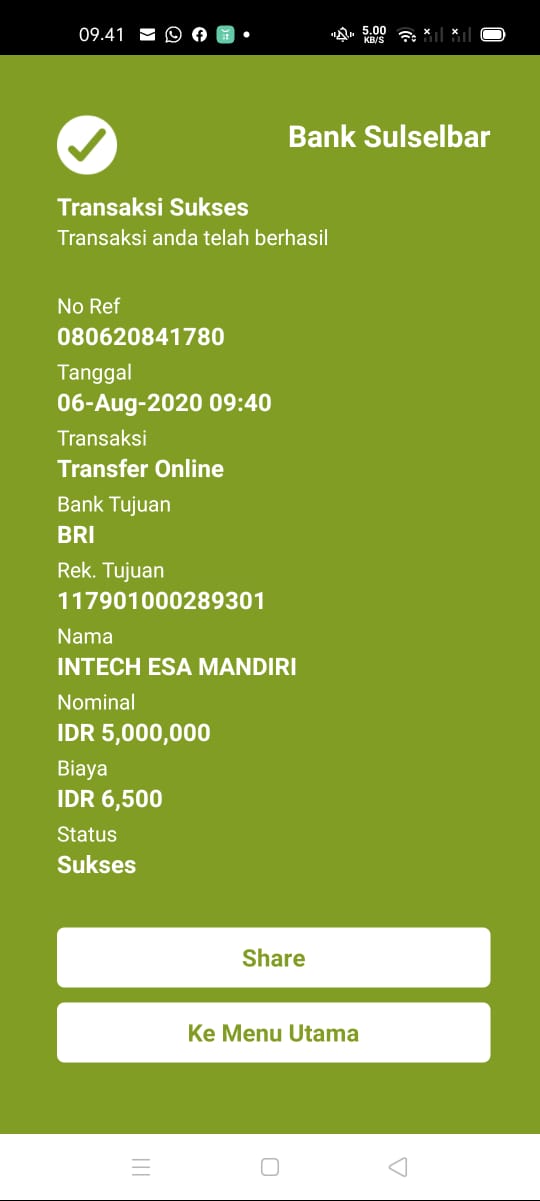 09.41
5.00
KB/S
Bank Sulselbar
Transaksi Sukses
Transaksi anda telah berhasil
No Ref
080620841780
Tanggal
06-Aug-2020 09:40
Transaksi
Transfer Online
Bank Tujuan
BRI
Rek. Tujuan
117901000289301
Nama
INTECH ESA MANDIRI
Nominal
IDR 5,000,000
Biaya
IDR 6,500
Status
Sukses
Share
Ke Menu Utama